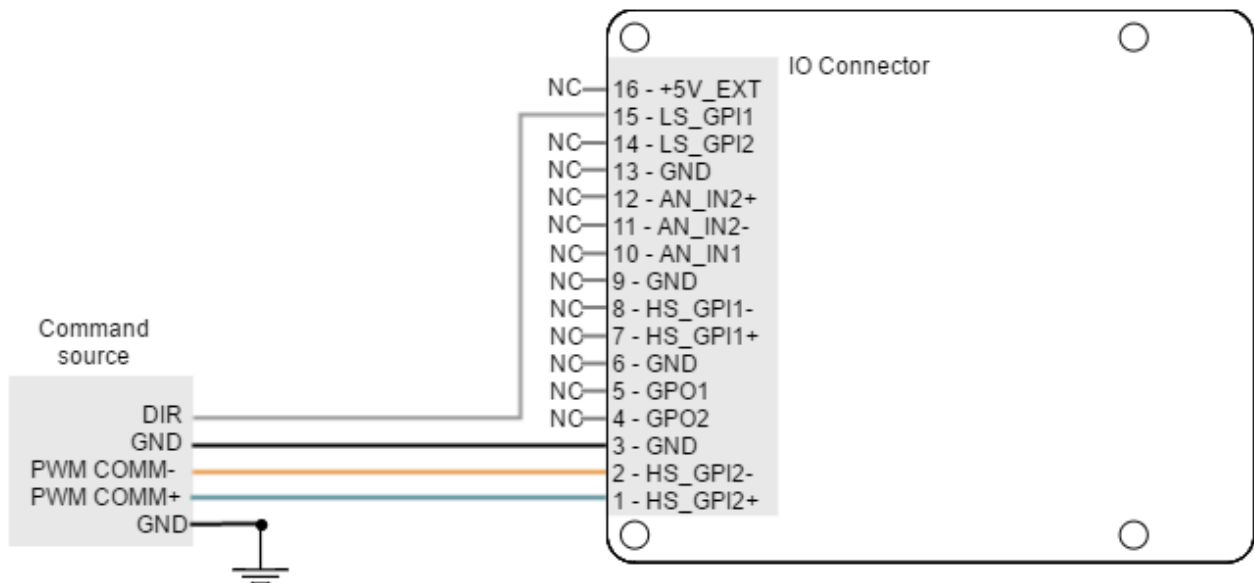 IO Connector
NC 16 - +5V_EXT
15 - LS_GPI1
NC 14 - LS_GPI2
NC 13 - GND
NC 12 - AN_IN2+
NC 11 - AN_IN2-
NC 10 - AN_IN1
NC 9 - GND
NC 8 - HS_GPI1-
NC 7 - HS_GPI1+
NC 6 - GND
NC 5 - GPO1
NC 4 - GPO2
3 - GND
2 - HS_GPI2-
1 - HS_GPI2+
Command
source
DIR
GND
PWM COMM-
PWM COMM+
GND